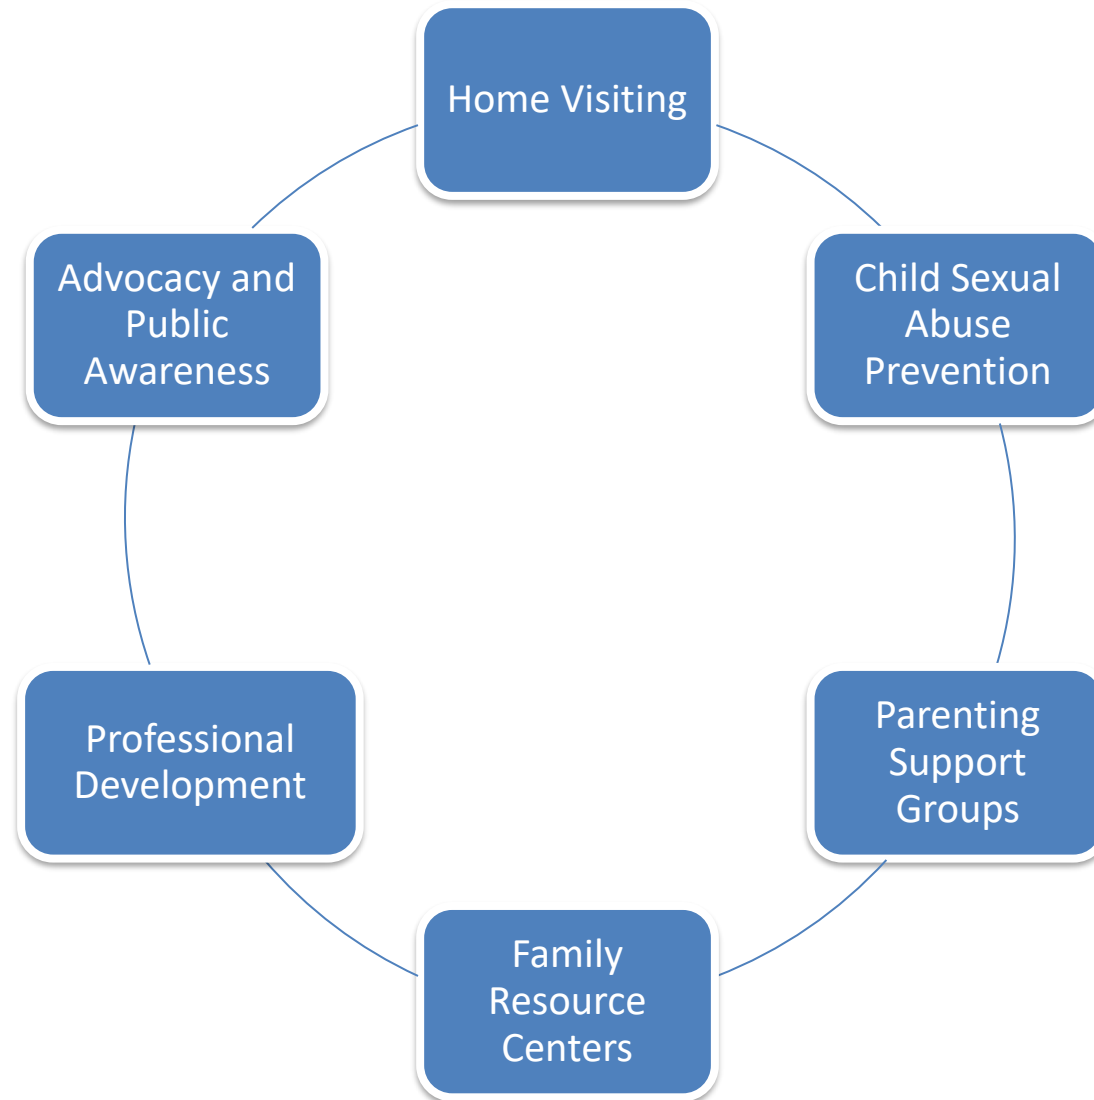 Home Visiting
Child Sexual
Abuse
Prevention
Parenting
Support
Groups
Family
Resource
Centers
Professional
Development
Advocacy and
Public
Awareness